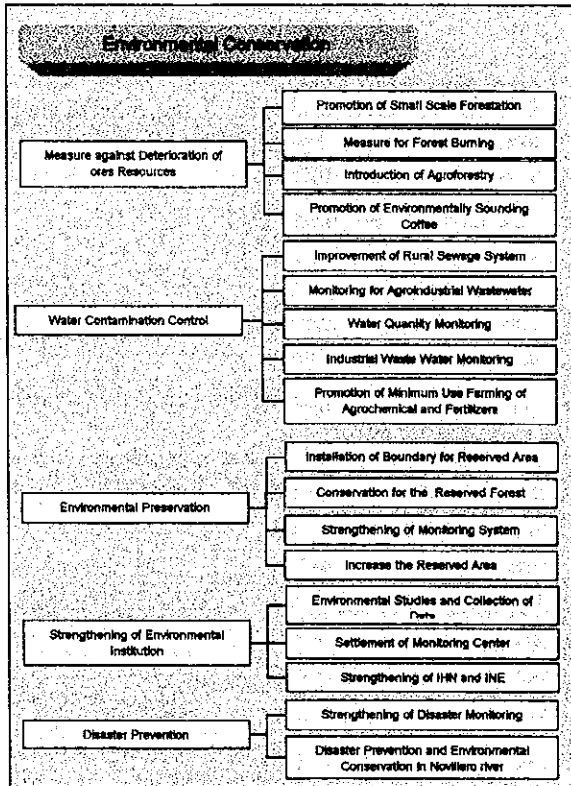 Environmental Conservation
Promotion of Small Scale Forestation
Measure for Forest Burning
Measure against Deterioration of
ores Resources
Introduction of Agroforestry
Promotion of Environmentally Sounding
Coffee
Improvement of Rural Sewage System
Monitoring for Agroindustrial Wastewater
Water Contamination Control
Water Quantity Monitoring
Industrial Waste Water Monitoring
Promotion of Minimum Use Farming of
Agrochemical and Fertilizers
Installation of Boundary for Reserved Area
Conservation for the Reserved Forest
Environmental Preservation
Strengthening of Monitoring System
Increase the Reserved Area
Environmental Studies and Collection of
Data
Strengthening of Environmental
Institution
Settlement of Monitoring Center
Strengthening of IHN and INE
Strengthening of Disaster Monitoring
Disaster Prevention
Disaster Prevention and Environmental
Conservation in Novillero river